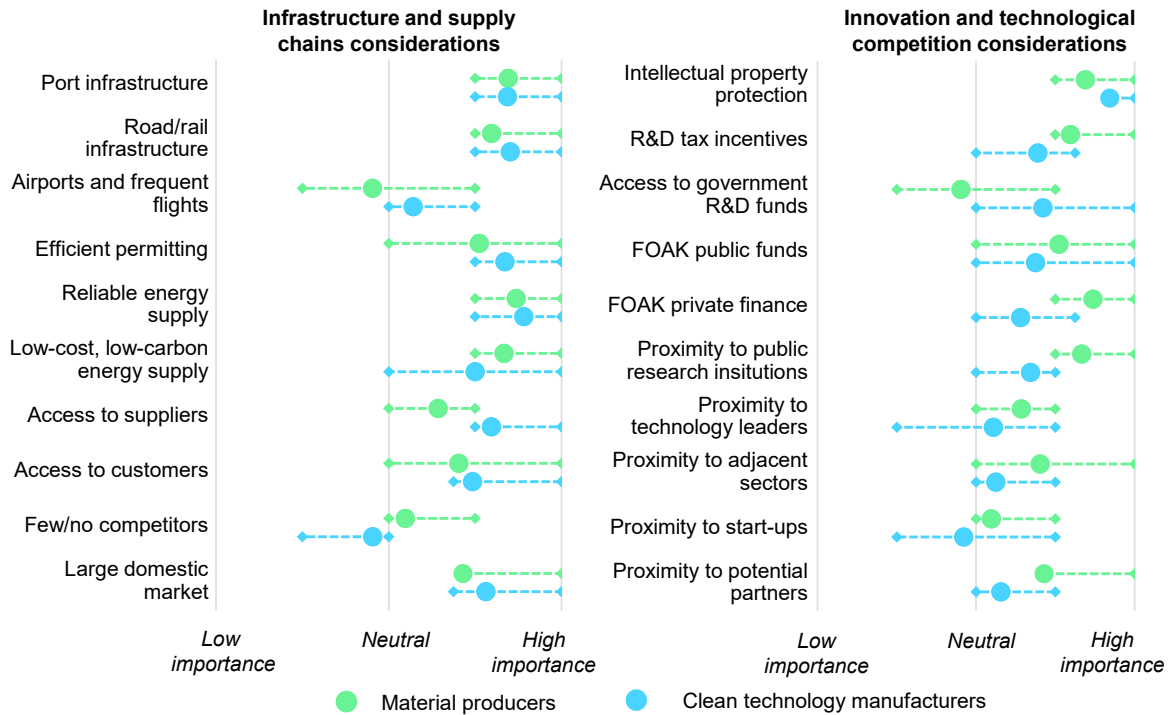 Infrastructure and supply
chains considerations
Port infrastructure
Road/rail
infrastructure
Airports and frequent
flights
Efficient permitting
Reliable energy
supply
Low-cost, low-carbon
energy supply
Access to suppliers
Access to customers
Few/no competitors
Large domestic
market
Low
importance
Neutral
High
importance
Innovation and technological
competition considerations
Intellectual property
protection
R&D tax incentives
Access to government
R&D funds
FOAK public funds
FOAK private finance
Proximity to public
research insitutions
Proximity to
technology leaders
Proximity to adjacent
sectors
Proximity to start-ups
Proximity to potential
partners
Low
importance
Neutral
High
importance
Material producers
Clean technology manufacturers